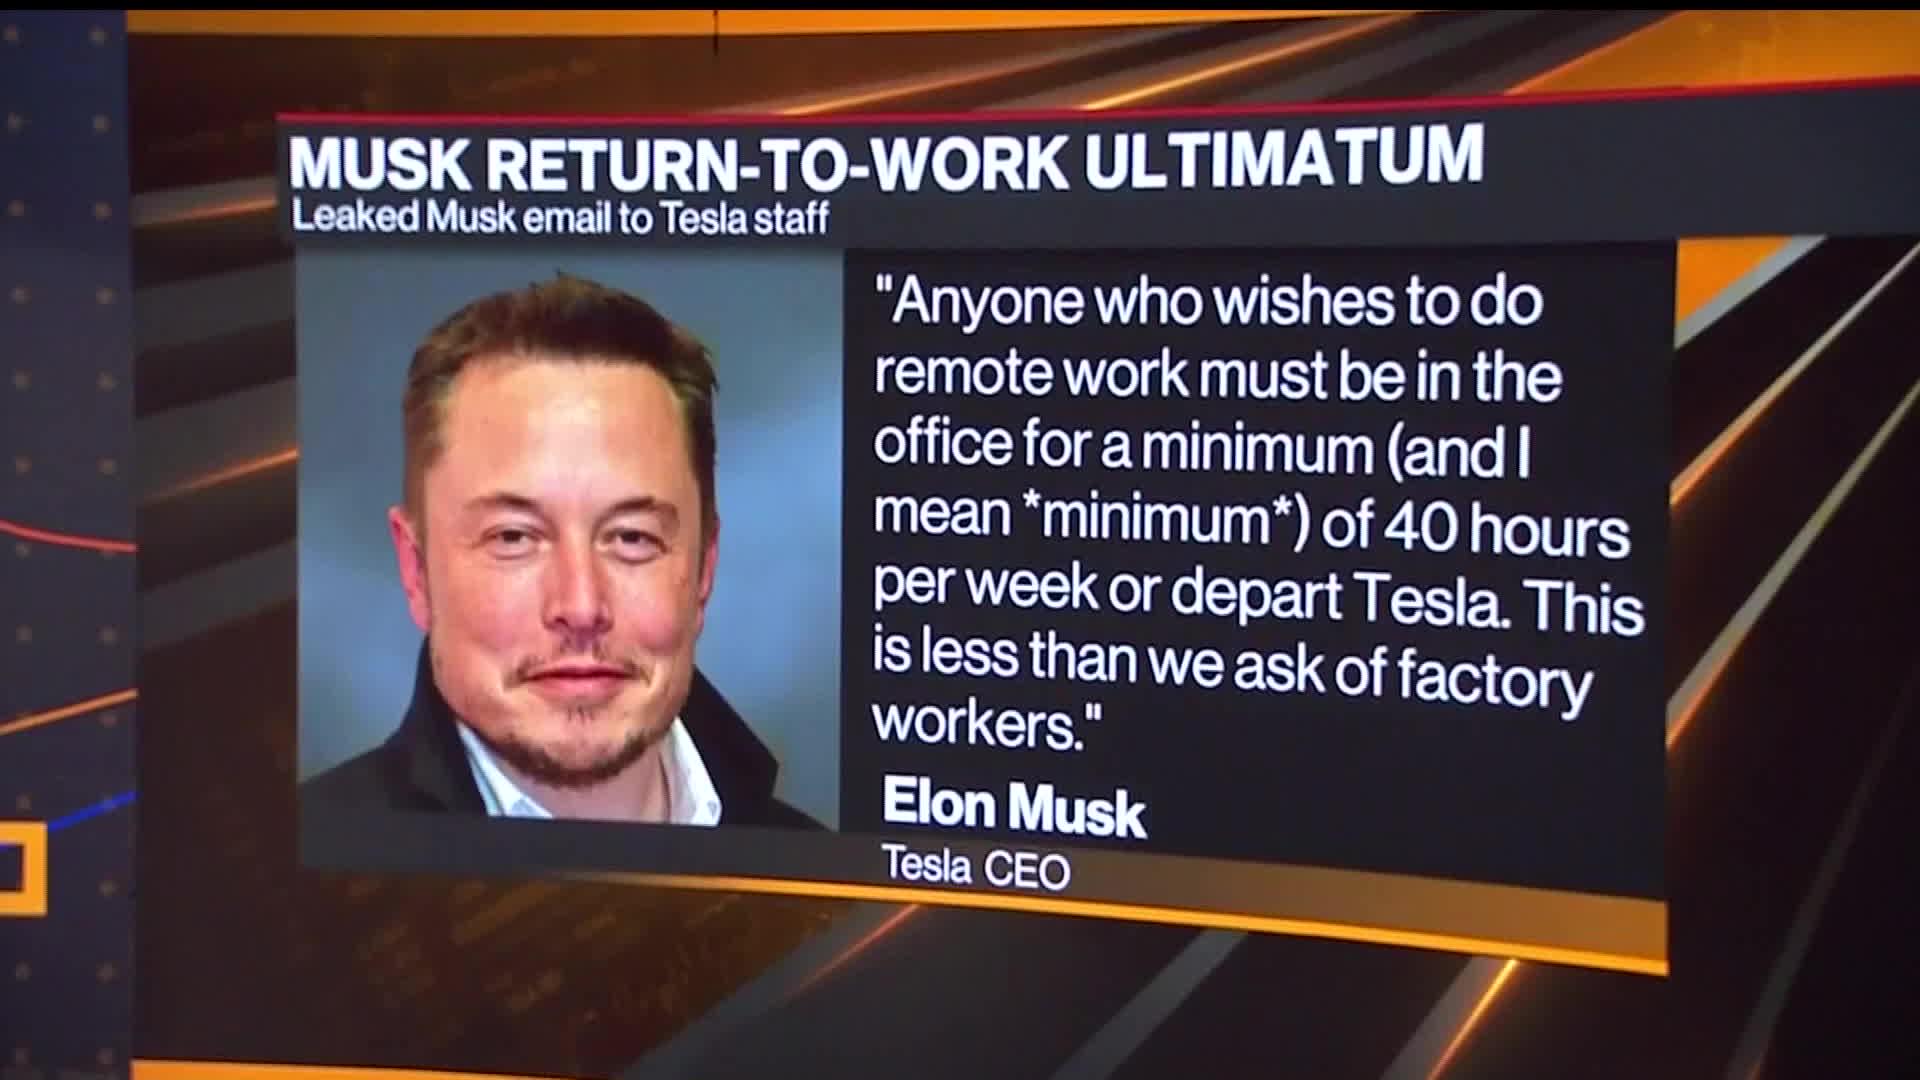 MUSK RETURN-TO-WORK ULTIMATUM
Leaked Musk email to Tesla staff
"Anyone who wishes to do
remote work must be in the
office for a minimum (and I
mean *minimum*) of 40 hours
per week or depart Tesla. This
is less than we ask of factory
workers."
Elon Musk
Tesla CEO